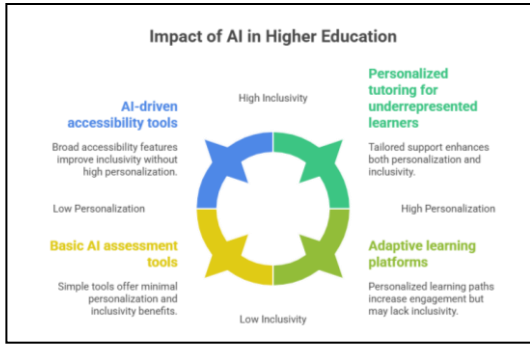 Impact of AI in Higher Education
High Inclusivity
AI-driven
accessibility tools
Broad accessibility features
improve inclusivity without
high personalization.
Personalized
tutoring for
underrepresented
learners
Tailored support enhances
both personalization and
inclusivity.
Low Personalization
High Personalization
Basic AI assessment
tools
Simple tools offer minimal
personalization and
inclusivity benefits.
Adaptive learning
platforms
Personalized learning paths
increase engagement but
may lack inclusivity.
Low Inclusivity